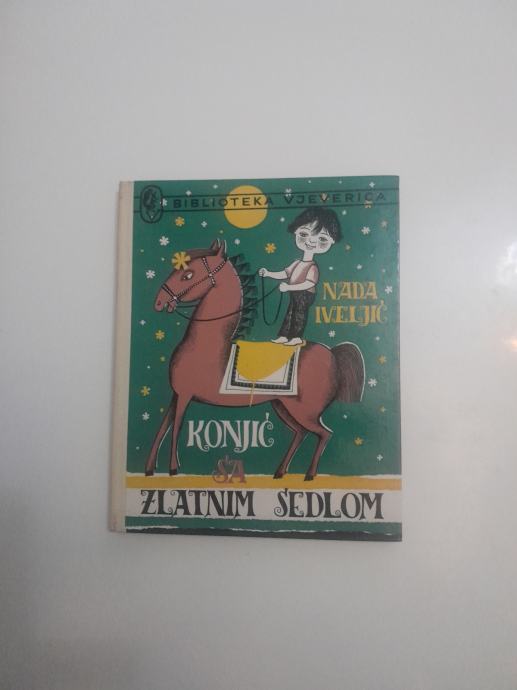 BIBLIOTEKA VJEVERICA
NADA
IVELJIĆ
KONJIĆ
SA
ZLATNIM SEDLOM